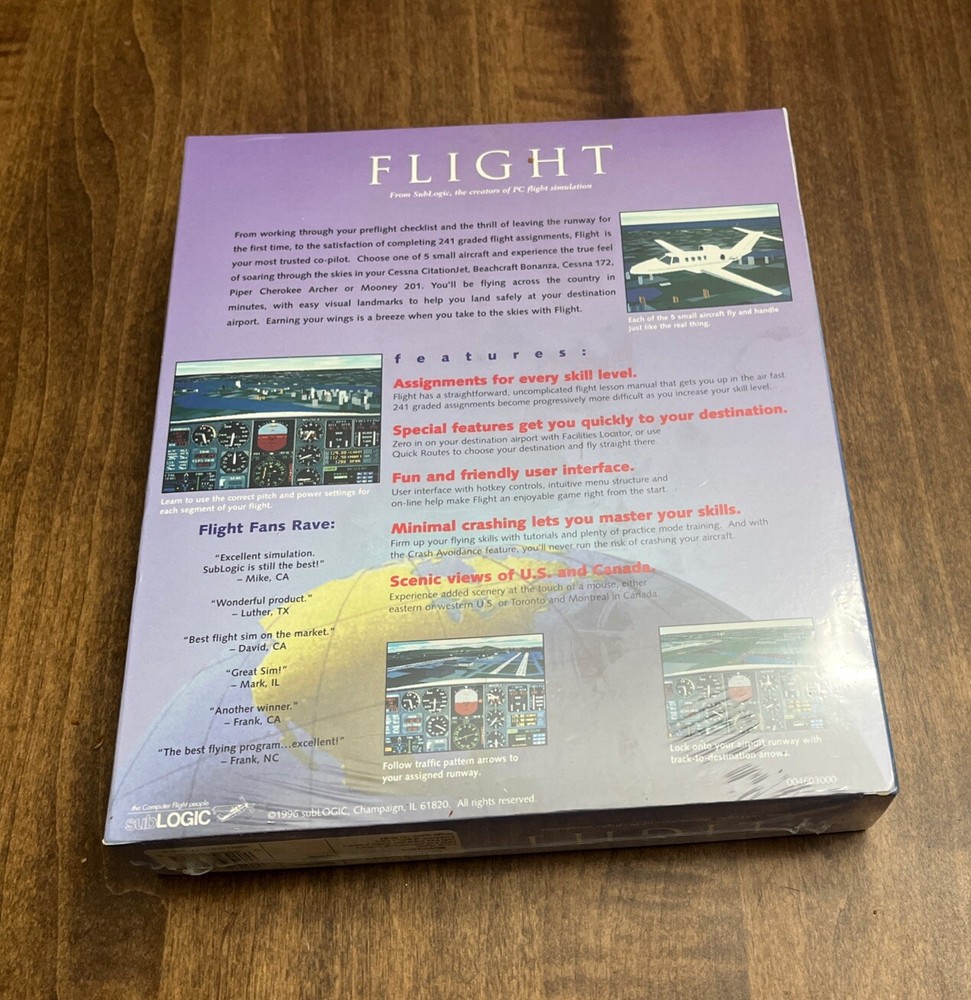 FLIGHT
From SubLogic, the creators of PC flight simulation
From working through your preflight checklist and the thrill of leaving the runway for
the first time, to the satisfaction of completing 241 graded flight assignments, Flight is
your most trusted co-pilot. Choose one of 5 small aircraft and experience the true feel
of soaring through the skies in your Cessna CitationJet, Beachcraft Bonanza, Cessna 172,
Piper Cherokee Archer or Mooney 201. You'll be flying across the country in
minutes, with easy visual landmarks to help you land safely at your destination
airport. Earning your wings is a breeze when you take to the skies with Flight.
Each of the 5 small aircraft fly and handle
just like the real thing.
features:
Assignments for every skill level.
Flight has a straightforward, uncomplicated flight lesson manual that gets you up in the air fast.
241 graded assignments become progressively more difficult as you increase your skill level.
Special features get you quickly to your destination.
Zero in on your destination airport with Facilities Locator, or use
Quick Routes to choose your destination and fly straight there.
Fun and friendly user interface.
User interface with hotkey controls, intuitive menu structure and
on-line help make Flight an enjoyable game right from the start.
Minimal crashing lets you master your skills.
Firm up your flying skills with tutorials and plenty of practice mode training. And with
the Crash Avoidance feature, you'll never run the risk of crashing your aircraft.
Scenic views of U.S. and Canada.
Experience added scenery at the touch of a mouse, either
eastern or western U.S. or Toronto and Montreal in Canada.
Learn to use the correct pitch and power settings for
each segment of your flight.
Flight Fans Rave:
"Excellent simulation.
SubLogic is still the best!"
– Mike, CA
"Wonderful product."
– Luther, TX
"Best flight sim on the market."
– David, CA
"Great Sim!"
– Mark, IL
"Another winner."
– Frank, CA
"The best flying program...excellent!"
– Frank, NC
Follow traffic pattern arrows to
your assigned runway.
Lock onto your airport runway with
track-to-destination arrows.
004603000
the Computer Flight people
subLOGIC
©1996 subLOGIC, Champaign, IL 61820. All rights reserved.
FLIGHT